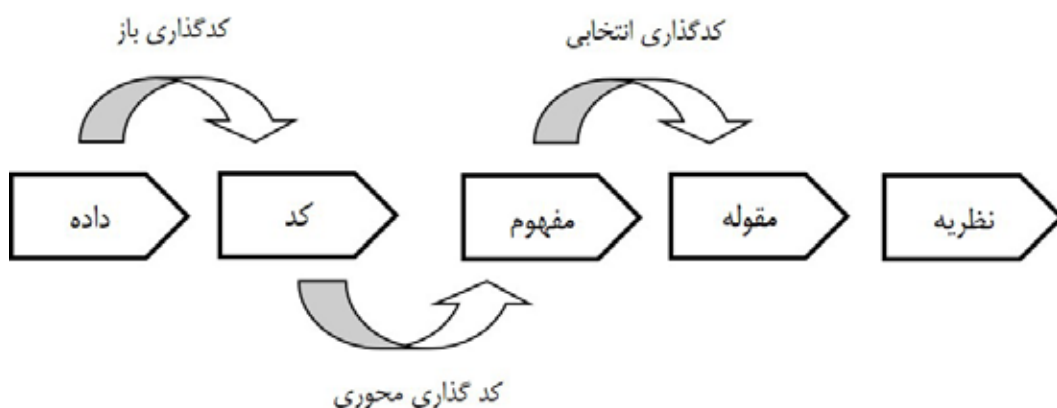 کدگذاری باز
کدگذاری انتخابی
داده
کد
مفهوم
مقوله
نظریه
کد گذاری محوری